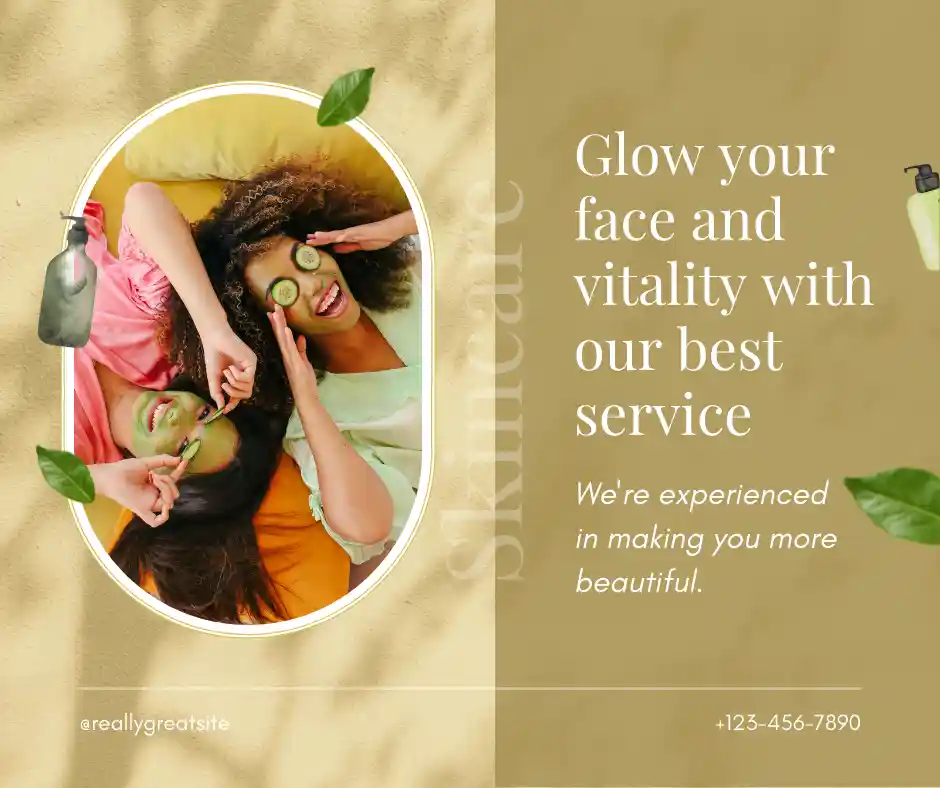 Skincare
Glow your
face and
vitality with
our best
service
We're experienced
in making you more
beautiful.
@reallygreatsite
+123-456-7890